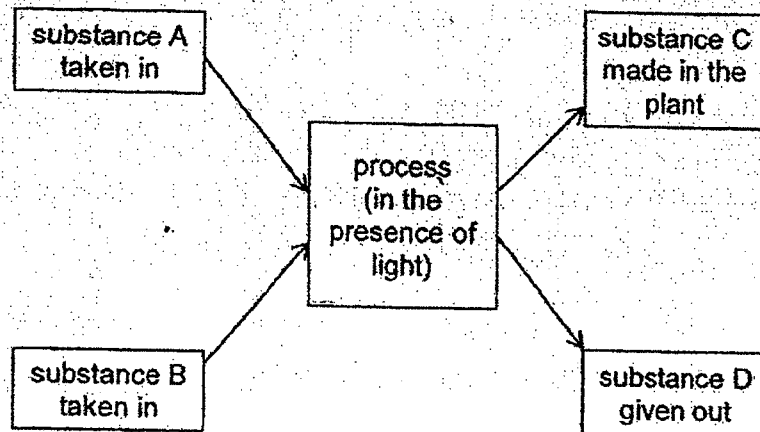 substance A
taken in
substance C
made in the
plant
process
(in the
presence of
light)
substance B
taken in
substance D
given out